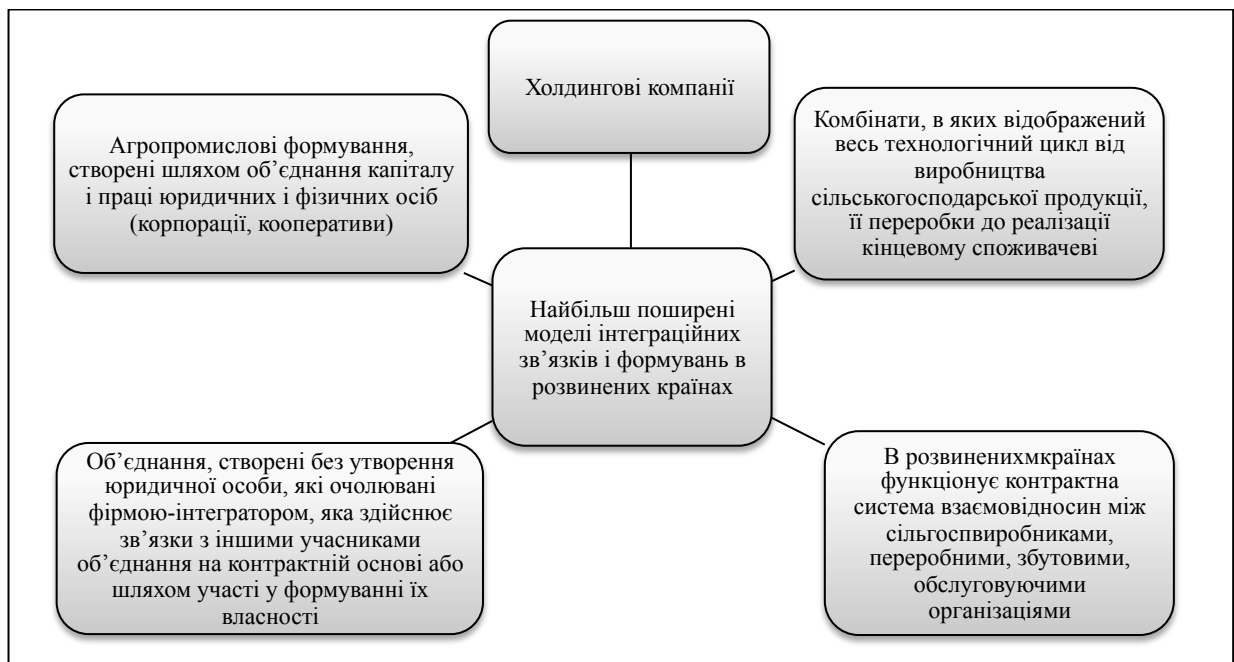 Холдингові компанії
Агропромислові формування,
створені шляхом об’єднання капіталу
і праці юридичних і фізичних осіб
(корпорації, кооперативи)
Комбінати, в яких відображений
весь технологічний цикл від
виробництва
сільськогосподарської продукції,
її переробки до реалізації
кінцевому споживачеві
Найбільш поширені
моделі інтеграційних
зв’язків і формувань в
розвинених країнах
Об’єднання, створені без утворення
юридичної особи, які очолювані
фірмою-інтегратором, яка здійснює
зв’язки з іншими учасниками
об’єднання на контрактній основі або
шляхом участі у формуванні їх
власності
В розвиненихмкраїнах
функціонує контрактна
система взаємовідносин між
сільгоспвиробниками,
переробними, збутовими,
обслуговуючими
організаціями